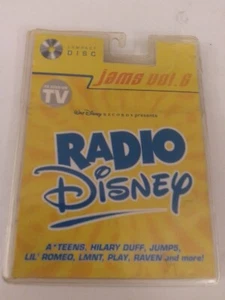 COMPACT
DISC
jams vol. 6
TV
WALT DISNEY RECORDS presents
RADIO
DISNEY
A*TEENS, HILARY DUFF, JUMP5,
LIL' ROMEO, LMNT, PLAY, RAVEN and more!